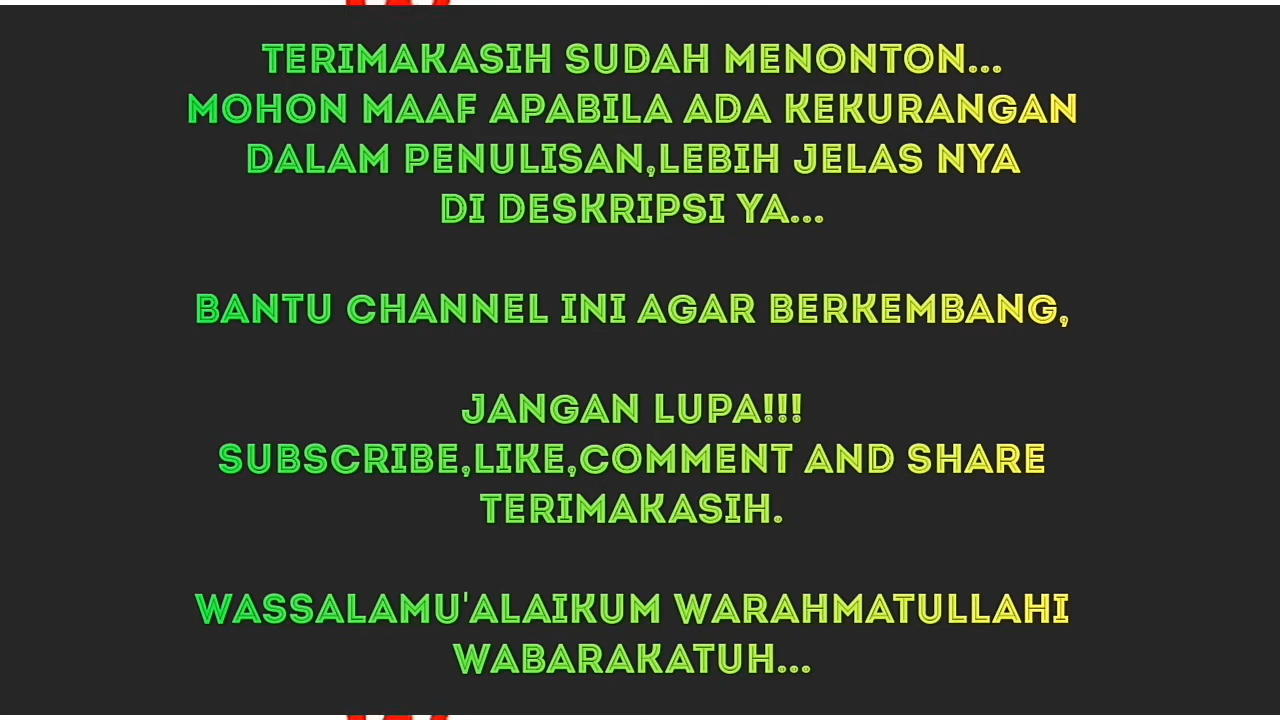 TERIMAKASIH SUDAH MENONTON...
MOHON MAAF APABILA ADA KEKURANGAN
DALAM PENULISAN,LEBIH JELAS NYA
DI DESKRIPSI YA...
BANTU CHANNEL INI AGAR BERKEMBANG,
JANGAN LUPA!!!
SUBSCRIBE,LIKE,COMMENT AND SHARE
TERIMAKASIH.
WASSALAMU'ALAIKUM WARAHMATULLAHI
WABARAKATUH...